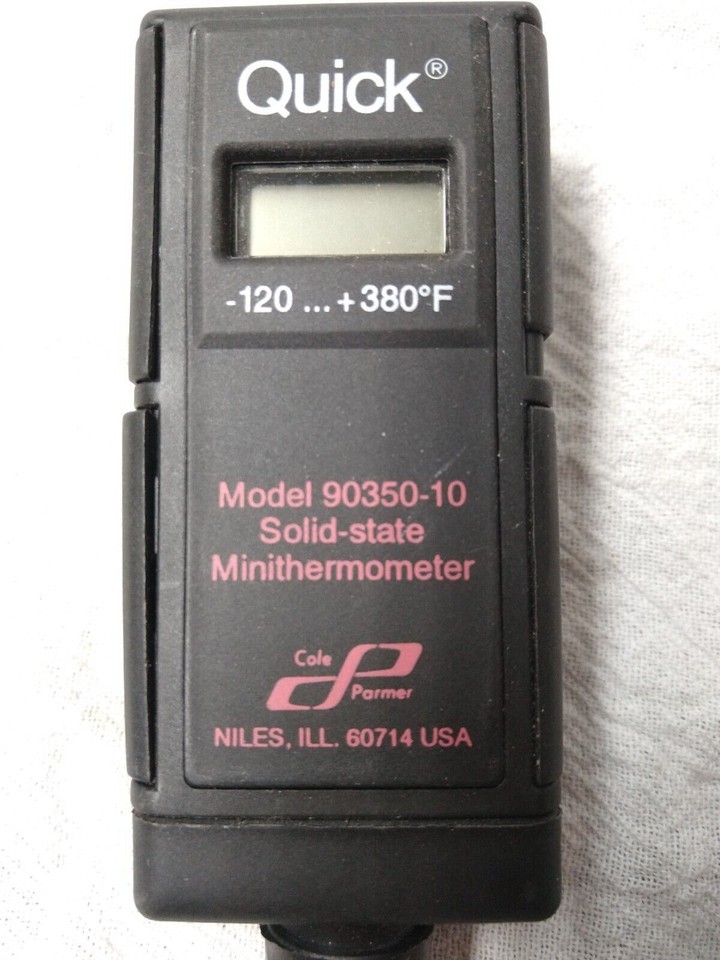 Quick®
-120 ... +380°F
Model 90350-10
Solid-state
Minithermometer
Cole
Parmer
NILES, ILL. 60714 USA